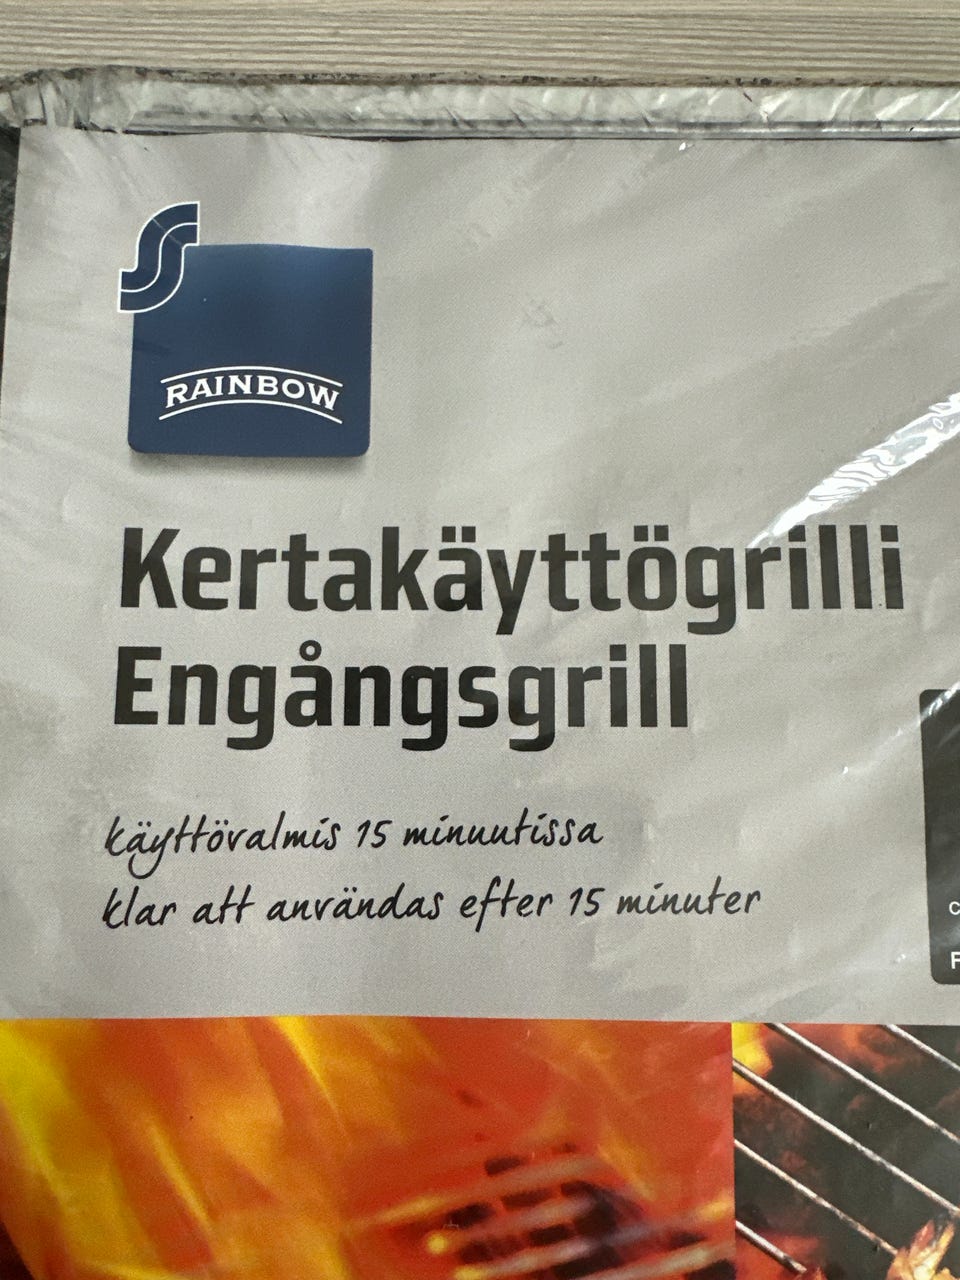 RAINBOW
Kertakäyttögrilli
Engångsgrill
käyttövalmis 15 minuutissa
klar att användas efter 15 minuter